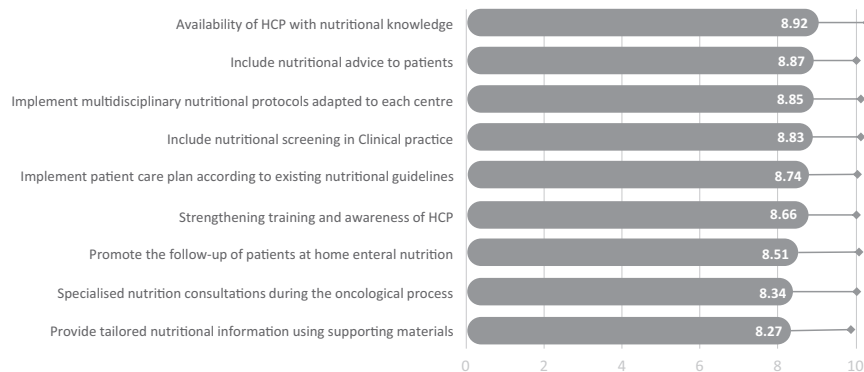 Availability of HCP with nutritional knowledge 8.92
Include nutritional advice to patients 8.87
Implement multidisciplinary nutritional protocols adapted to each centre 8.85
Include nutritional screening in Clinical practice 8.83
Implement patient care plan according to existing nutritional guidelines 8.74
Strengthening training and awareness of HCP 8.66
Promote the follow-up of patients at home enteral nutrition 8.51
Specialised nutrition consultations during the oncological process 8.34
Provide tailored nutritional information using supporting materials 8.27
0 2 4 6 8 10